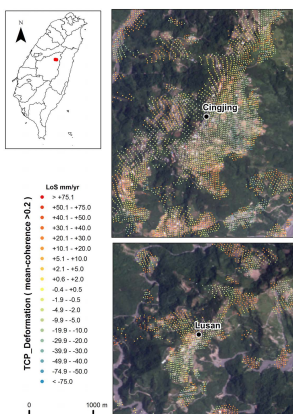 N
Cingjing
LoS mm/yr
> +75.1
+50.1 - +75.0
+40.1 - +50.0
+30.1 - +40.0
+20.1 - +30.0
+10.1 - +20.0
+5.1 - +10.0
+2.1 - +5.0
+0.6 - +2.0
-0.4 - +0.5
-1.9 - -0.5
-4.9 - -2.0
-9.9 - -5.0
-19.9 - -10.0
-29.9 - -20.0
-39.9 - -30.0
-49.9 - -40.0
-74.9 - -50.0
< -75.0
TCP_Deformation ( mean-coherence >0.2 )
Lusan
0 1000 m